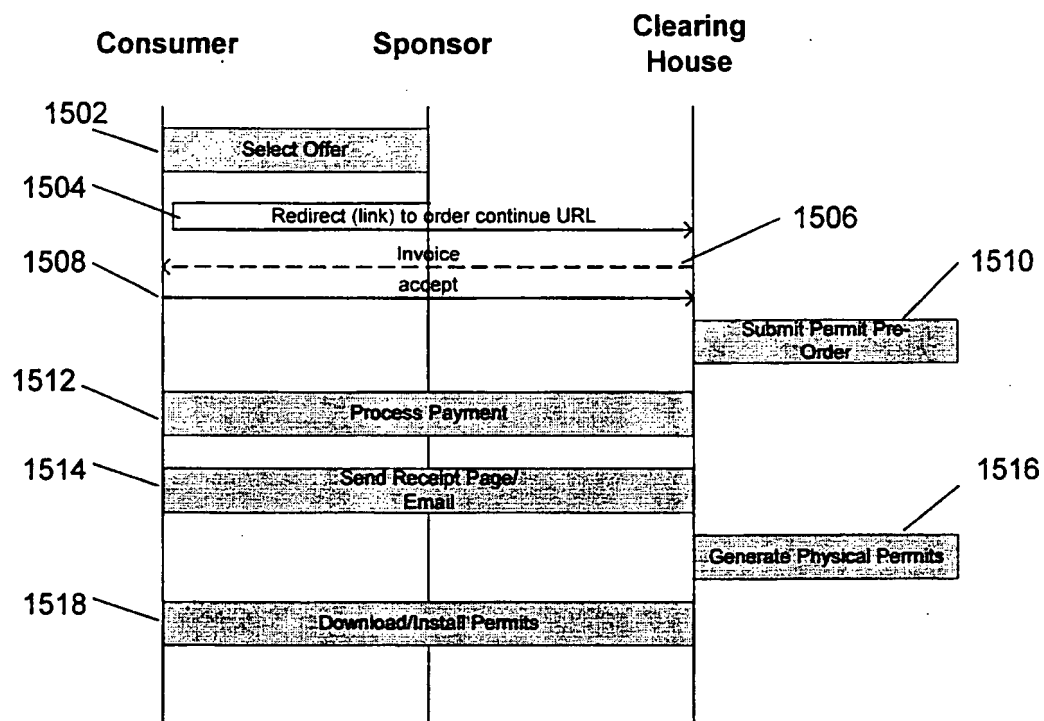 Consumer
Sponsor
Clearing
House
1502
Select Offer
1504
Redirect (link) to order continue URL
1506
Invoice
1508
accept
1510
Submit Permit Pre-
Order
1512
Process Payment
1514
Send Receipt Page/
Email
1516
Generate Physical Permits
1518
Download/Install Permits